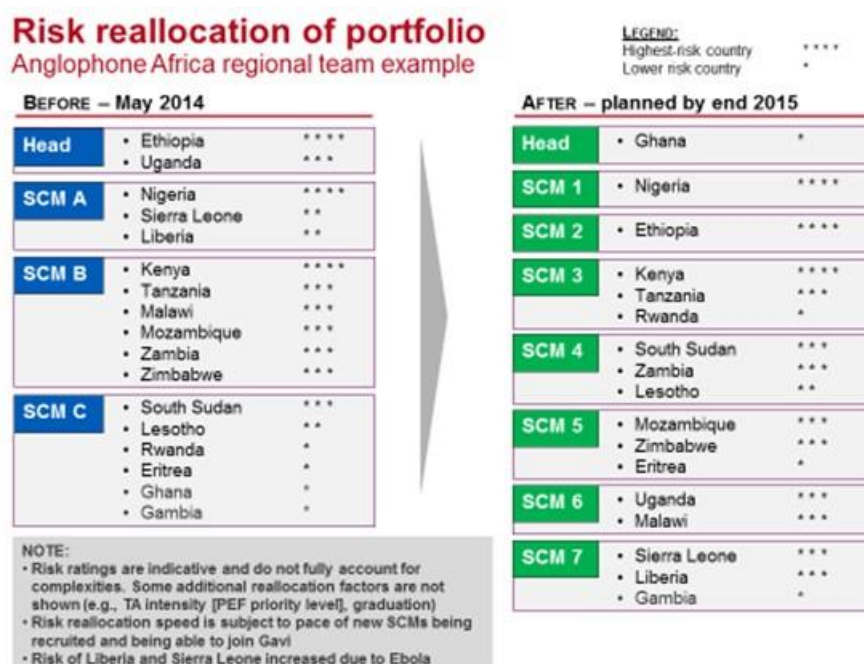 Risk reallocation of portfolio
Anglophone Africa regional team example
LEGEND:
Highest-risk country * * * *
Lower risk country *
BEFORE – May 2014
Head • Ethiopia * * * *
• Uganda * * *
SCM A • Nigeria * * * *
• Sierra Leone * *
• Liberia * *
SCM B • Kenya * * * *
• Tanzania * * *
• Malawi * * *
• Mozambique * * *
• Zambia * * *
• Zimbabwe * * *
SCM C • South Sudan * * *
• Lesotho * *
• Rwanda *
• Eritrea *
• Ghana *
• Gambia *
NOTE:
• Risk ratings are indicative and do not fully account for
complexities. Some additional reallocation factors are not
shown (e.g., TA intensity [PEF priority level], graduation)
• Risk reallocation speed is subject to pace of new SCMs being
recruited and being able to join Gavi
• Risk of Liberia and Sierra Leone increased due to Ebola
AFTER – planned by end 2015
Head • Ghana *
SCM 1 • Nigeria * * * *
SCM 2 • Ethiopia * * * *
SCM 3 • Kenya * * * *
• Tanzania * * *
• Rwanda *
SCM 4 • South Sudan * * *
• Zambia * * *
• Lesotho * *
SCM 5 • Mozambique * * *
• Zimbabwe * * *
• Eritrea *
SCM 6 • Uganda * * *
• Malawi * * *
SCM 7 • Sierra Leone * * *
• Liberia * * *
• Gambia *